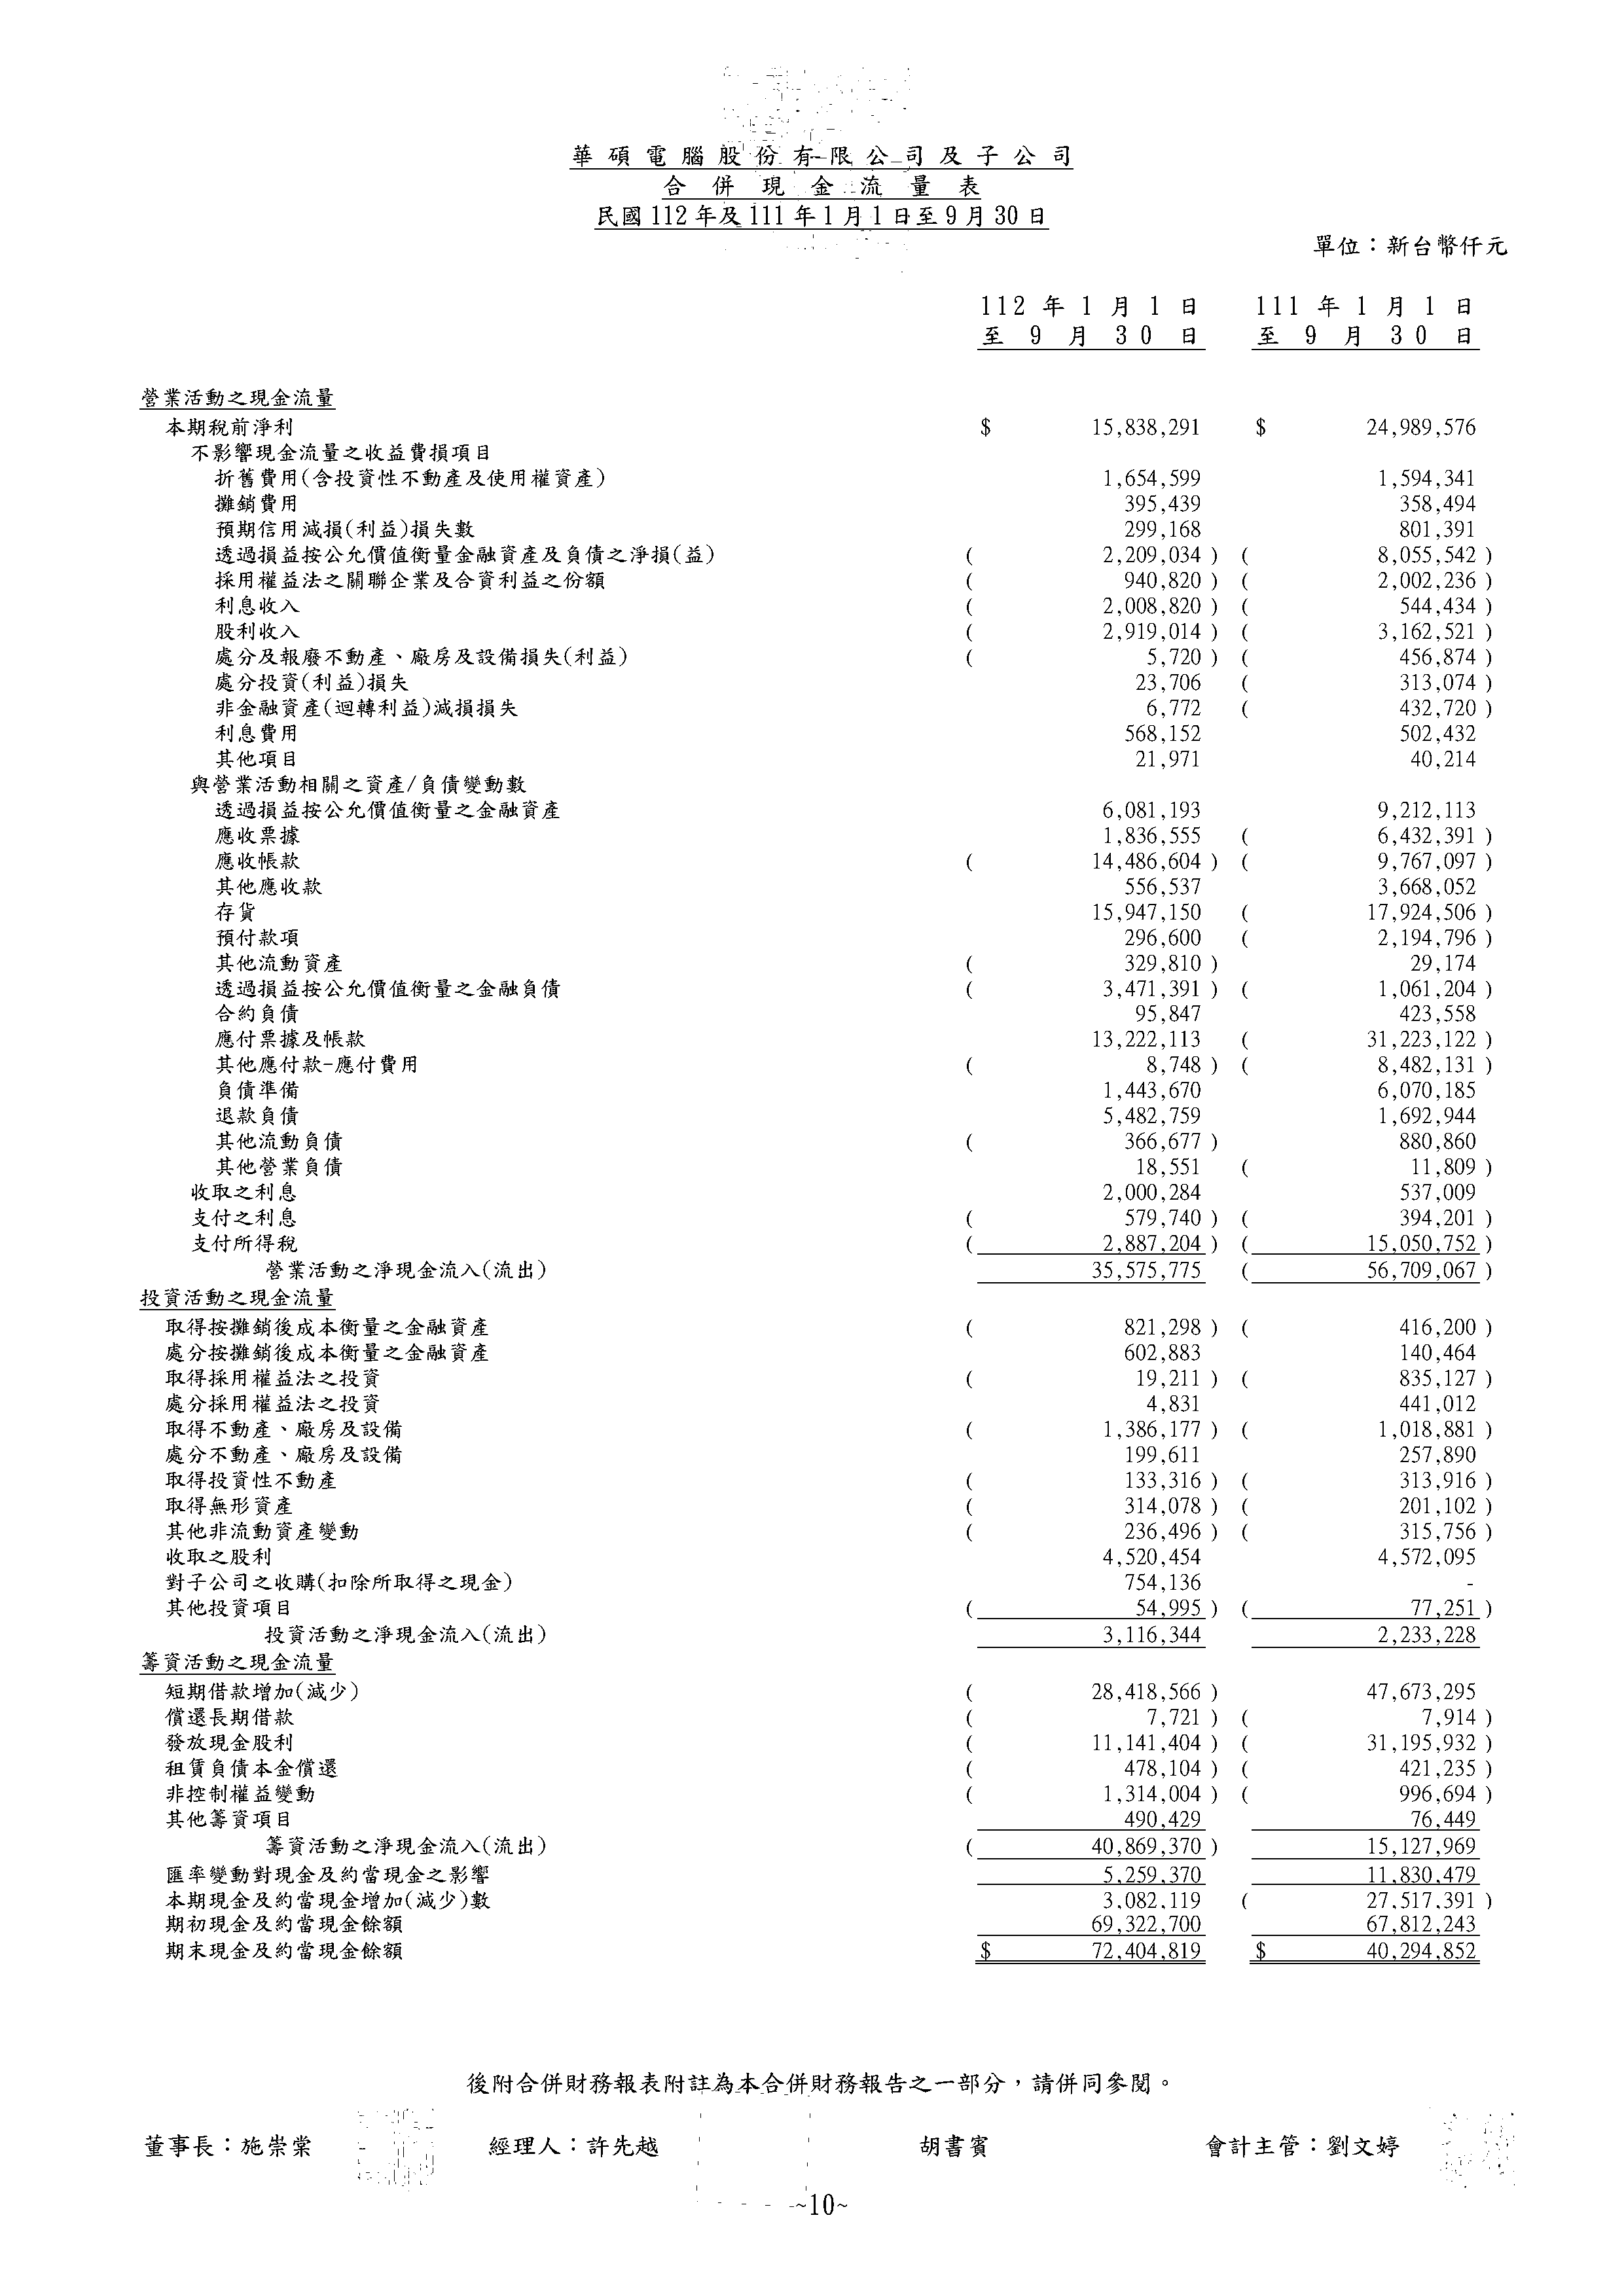 華碩電腦股份有限公司及子公司
合併現金流量表
民國112年及111年1月1日至9月30日
單位：新台幣仟元
112年1月1日 111年1月1日
至9月30日 至9月30日
營業活動之現金流量
本期稅前淨利 $ 15,838,291 $ 24,989,576
不影響現金流量之收益費損項目
折舊費用(含投資性不動產及使用權資產) 1,654,599 1,594,341
攤銷費用 395,439 358,494
預期信用減損(利益)損失數 299,168 801,391
透過損益按公允價值衡量金融資產及負債之淨損(益) ( 2,209,034 ) ( 8,055,542 )
採用權益法之關聯企業及合資利益之份額 ( 940,820 ) ( 2,002,236 )
利息收入 ( 2,008,820 ) ( 544,434 )
股利收入 ( 2,919,014 ) ( 3,162,521 )
處分及報廢不動產、廠房及設備損失(利益) ( 5,720 ) ( 456,874 )
處分投資(利益)損失 23,706 ( 313,074 )
非金融資產(迴轉利益)減損損失 6,772 ( 432,720 )
利息費用 568,152 502,432
其他項目 21,971 40,214
與營業活動相關之資產/負債變動數
透過損益按公允價值衡量之金融資產 6,081,193 9,212,113
應收票據 1,836,555 ( 6,432,391 )
應收帳款 ( 14,486,604 ) ( 9,767,097 )
其他應收款 556,537 3,668,052
存貨 15,947,150 ( 17,924,506 )
預付款項 296,600 ( 2,194,796 )
其他流動資產 ( 329,810 ) 29,174
透過損益按公允價值衡量之金融負債 ( 3,471,391 ) ( 1,061,204 )
合約負債 95,847 423,558
應付票據及帳款 13,222,113 ( 31,223,122 )
其他應付款-應付費用 ( 8,748 ) ( 8,482,131 )
負債準備 1,443,670 6,070,185
退款負債 5,482,759 1,692,944
其他流動負債 ( 366,677 ) 880,860
其他營業負債 18,551 ( 11,809 )
收取之利息 2,000,284 537,009
支付之利息 ( 579,740 ) ( 394,201 )
支付所得稅 ( 2,887,204 ) ( 15,050,752 )
營業活動之淨現金流入(流出) 35,575,775 ( 56,709,067 )
投資活動之現金流量
取得按攤銷後成本衡量之金融資產 ( 821,298 ) ( 416,200 )
處分按攤銷後成本衡量之金融資產 602,883 140,464
取得採用權益法之投資 ( 19,211 ) ( 835,127 )
處分採用權益法之投資 4,831 441,012
取得不動產、廠房及設備 ( 1,386,177 ) ( 1,018,881 )
處分不動產、廠房及設備 199,611 257,890
取得投資性不動產 ( 133,316 ) ( 313,916 )
取得無形資產 ( 314,078 ) ( 201,102 )
其他非流動資產變動 ( 236,496 ) ( 315,756 )
收取之股利 4,520,454 4,572,095
對子公司之收購(扣除所取得之現金) 754,136 -
其他投資項目 ( 54,995 ) ( 77,251 )
投資活動之淨現金流入(流出) 3,116,344 2,233,228
籌資活動之現金流量
短期借款增加(減少) ( 28,418,566 ) 47,673,295
償還長期借款 ( 7,721 ) ( 7,914 )
發放現金股利 ( 11,141,404 ) ( 31,195,932 )
租賃負債本金償還 ( 478,104 ) ( 421,235 )
非控制權益變動 ( 1,314,004 ) ( 996,694 )
其他籌資項目 490,429 76,449
籌資活動之淨現金流入(流出) ( 40,869,370 ) 15,127,969
匯率變動對現金及約當現金之影響 5,259,370 11,830,479
本期現金及約當現金增加(減少)數 3,082,119 ( 27,517,391 )
期初現金及約當現金餘額 69,322,700 67,812,243
期末現金及約當現金餘額 $ 72,404,819 $ 40,294,852
後附合併財務報表附註為本合併財務報告之一部分，請併同參閱。
董事長：施崇棠 經理人：許先越 胡書賓 會計主管：劉文婷
~10~